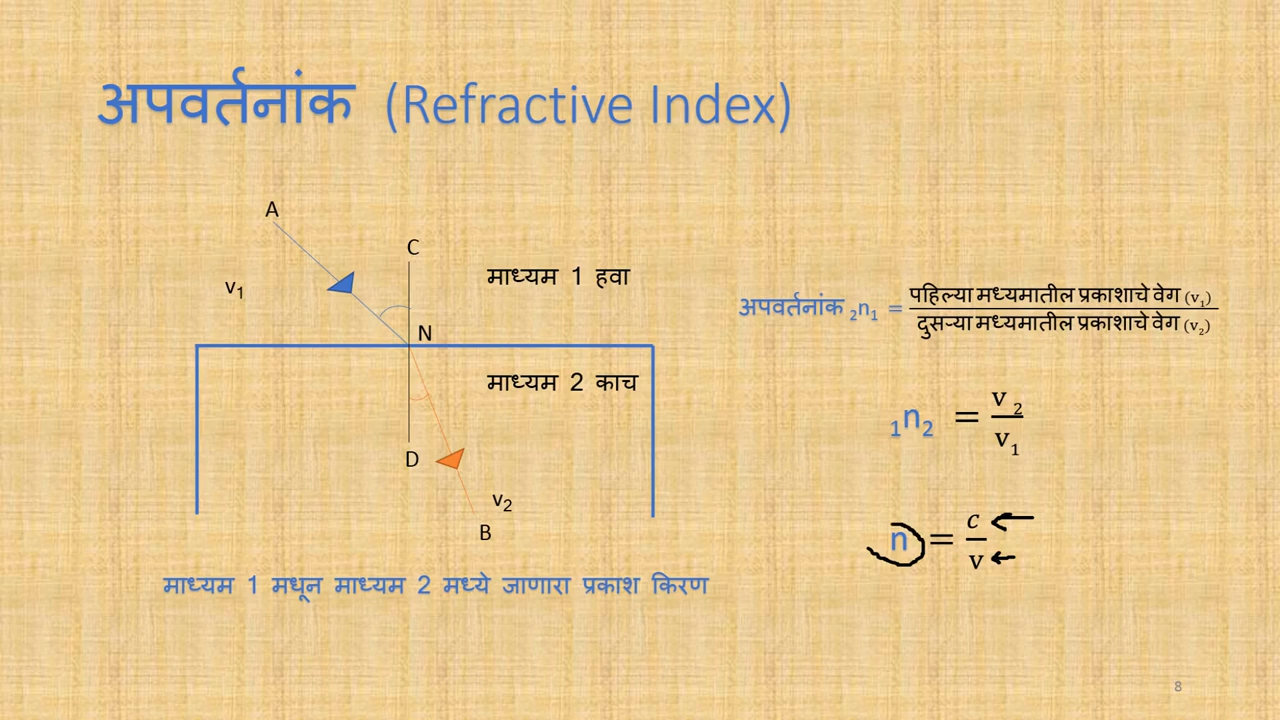 अपवर्तनांक (Refractive Index)
A
C
v1
माध्यम 1 हवा
N
माध्यम 2 काच
D
v2
B
माध्यम 1 मधून माध्यम 2 मध्ये जाणारा प्रकाश किरण
अपवर्तनांक 2n1 = पहिल्या मध्यमातील प्रकाशाचे वेग (v1)
दुसऱ्या मध्यमातील प्रकाशाचे वेग (v2)
1n2 = v 2
v1
n = c
v
8